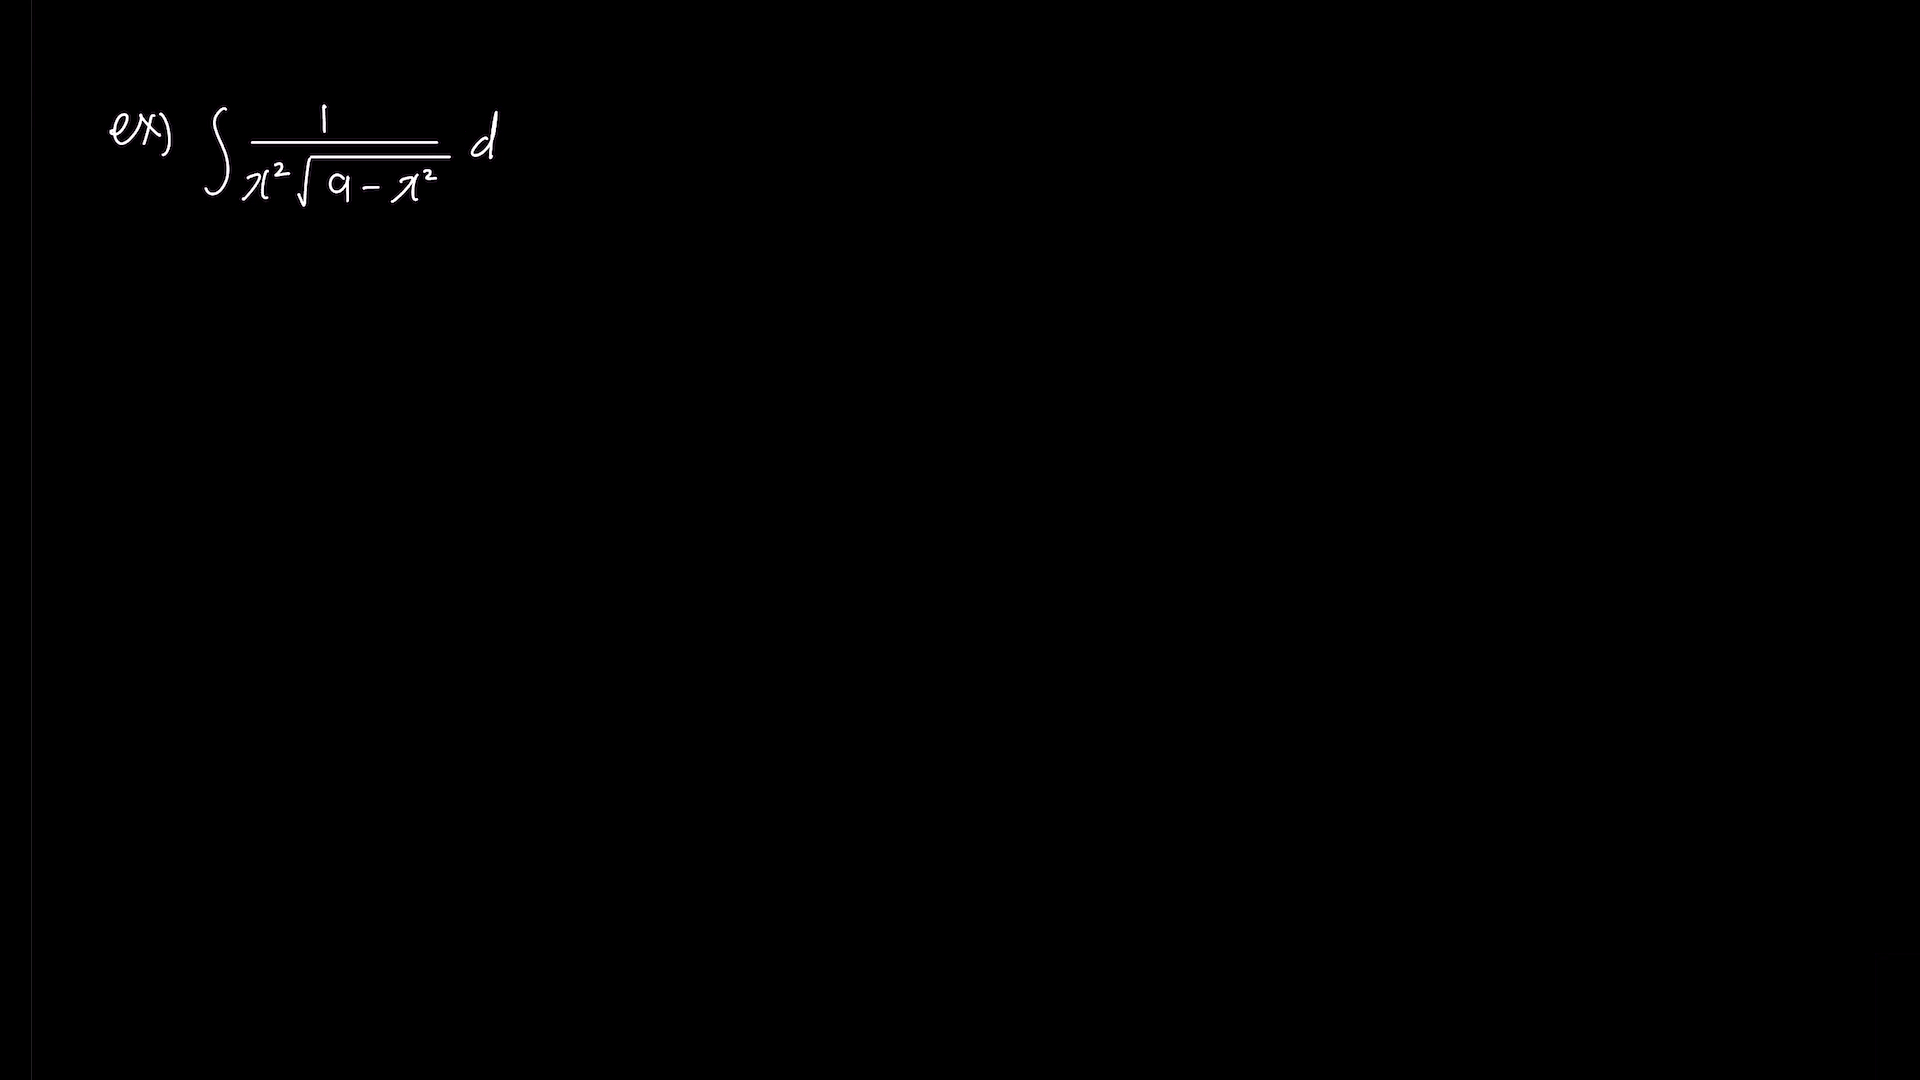 ex) ∫ 1/(x²√(9-x²)) d